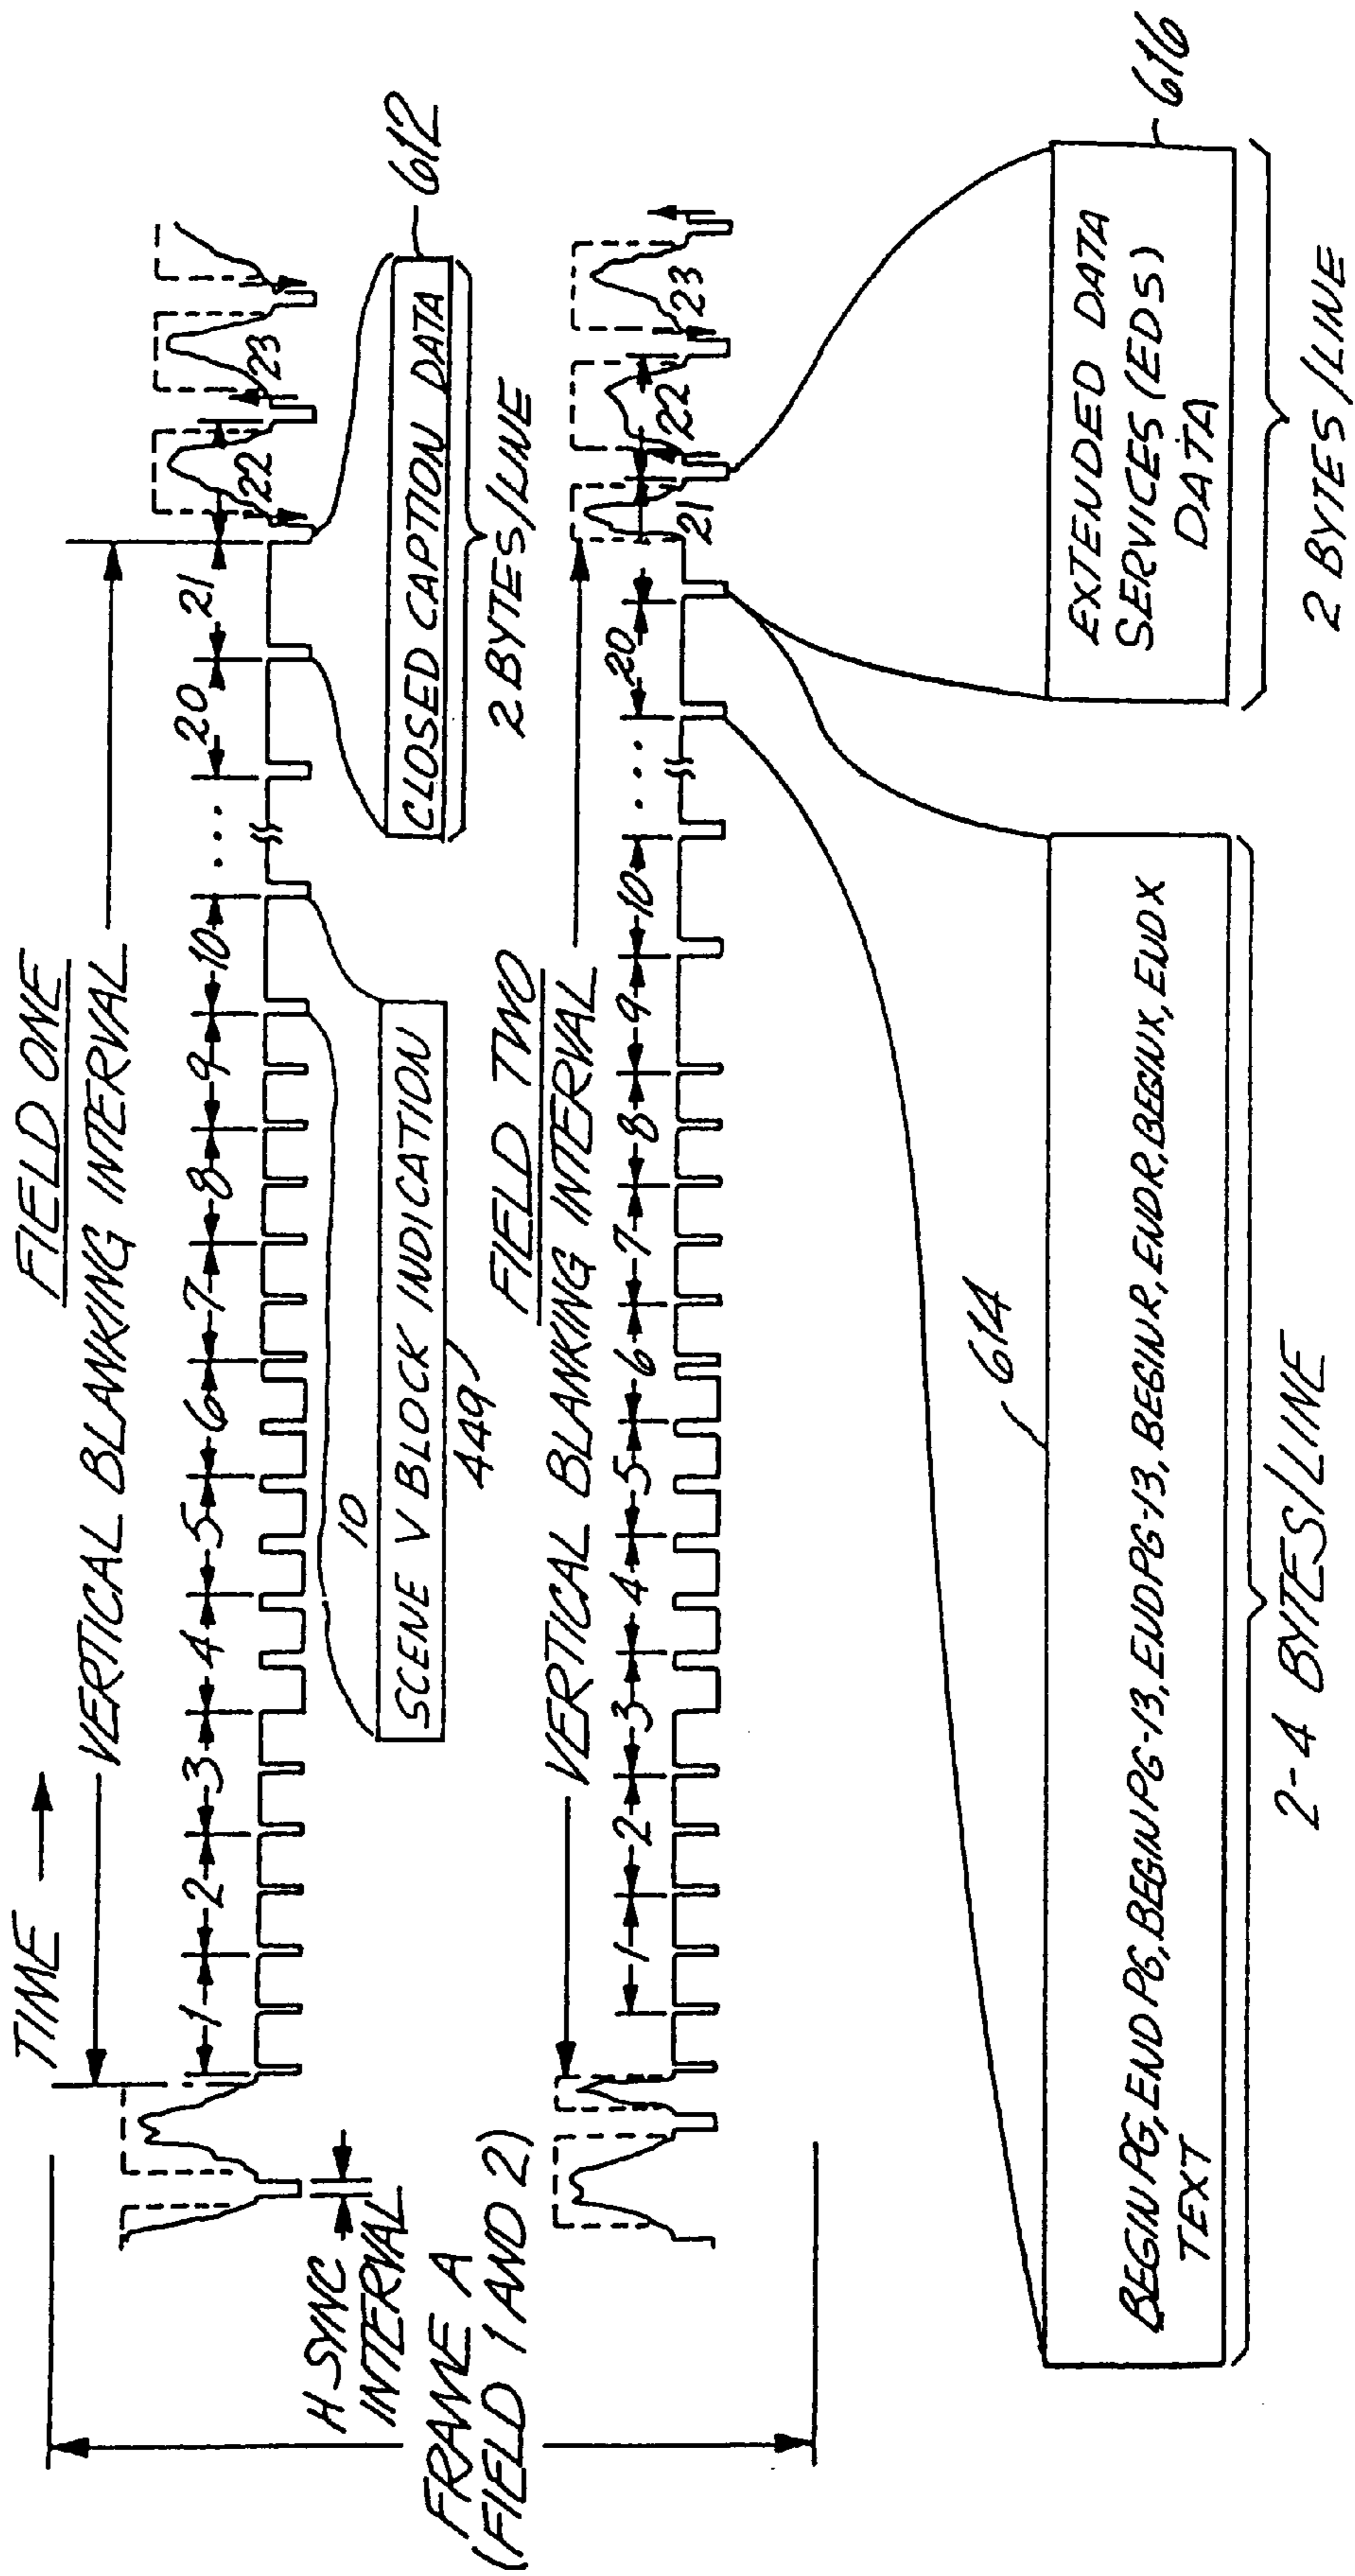 TIME
FIELD ONE
VERTICAL BLANKING INTERVAL
1 2 3 4 5 6 7 8 9 10 ... 20 21 22 23
H SYNC
INTERVAL
10
SCENE V BLOCK INDICATION
449
CLOSED CAPTION DATA
612
2 BYTES/LINE
FRAME A
(FIELD 1 AND 2)
FIELD TWO
VERTICAL BLANKING INTERVAL
1 2 3 4 5 6 7 8 9 10 ... 20 21 22 23
614
BEGIN PG, END PG, BEGIN PG-13, END PG-13, BEGIN R, END R, BEGIN X, END X
TEXT
2-4 BYTES/LINE
EXTENDED DATA
SERVICES (EDS)
DATA
616
2 BYTES/LINE